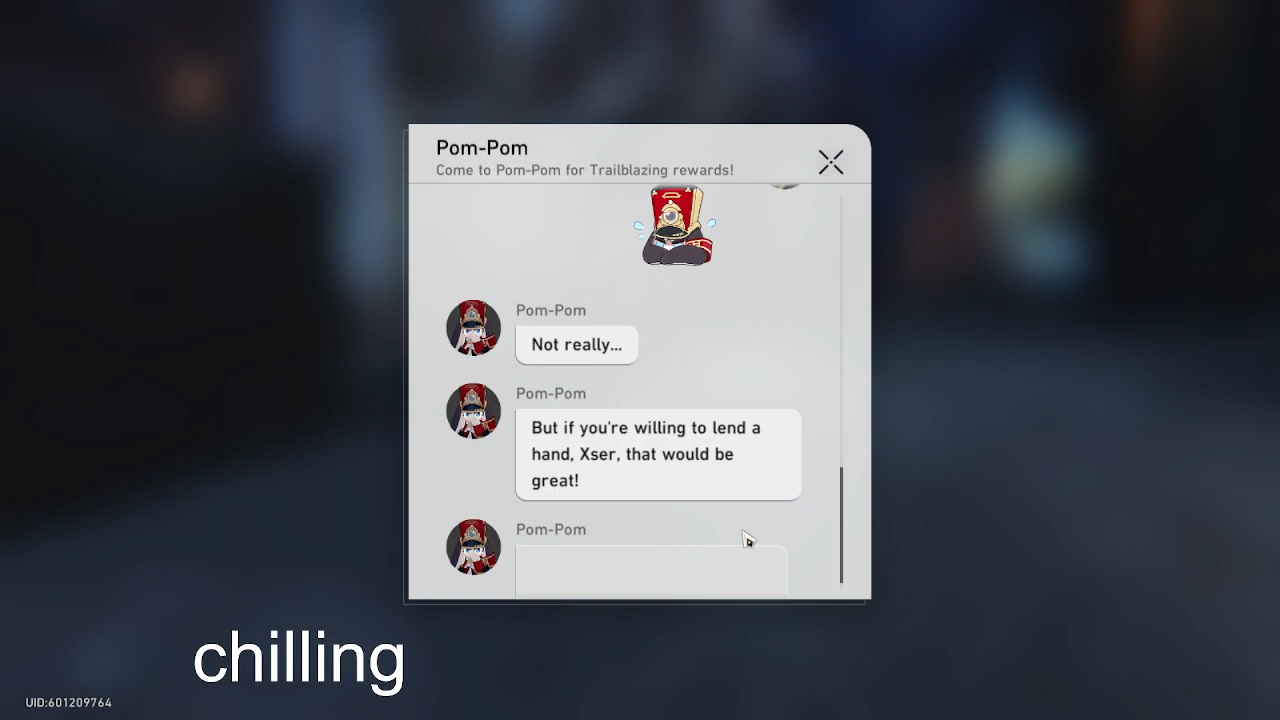 Pom-Pom
Come to Pom-Pom for Trailblazing rewards!
Pom-Pom
Not really...
Pom-Pom
But if you're willing to lend a
hand, Xser, that would be
great!
Pom-Pom
chilling
UID:601209764